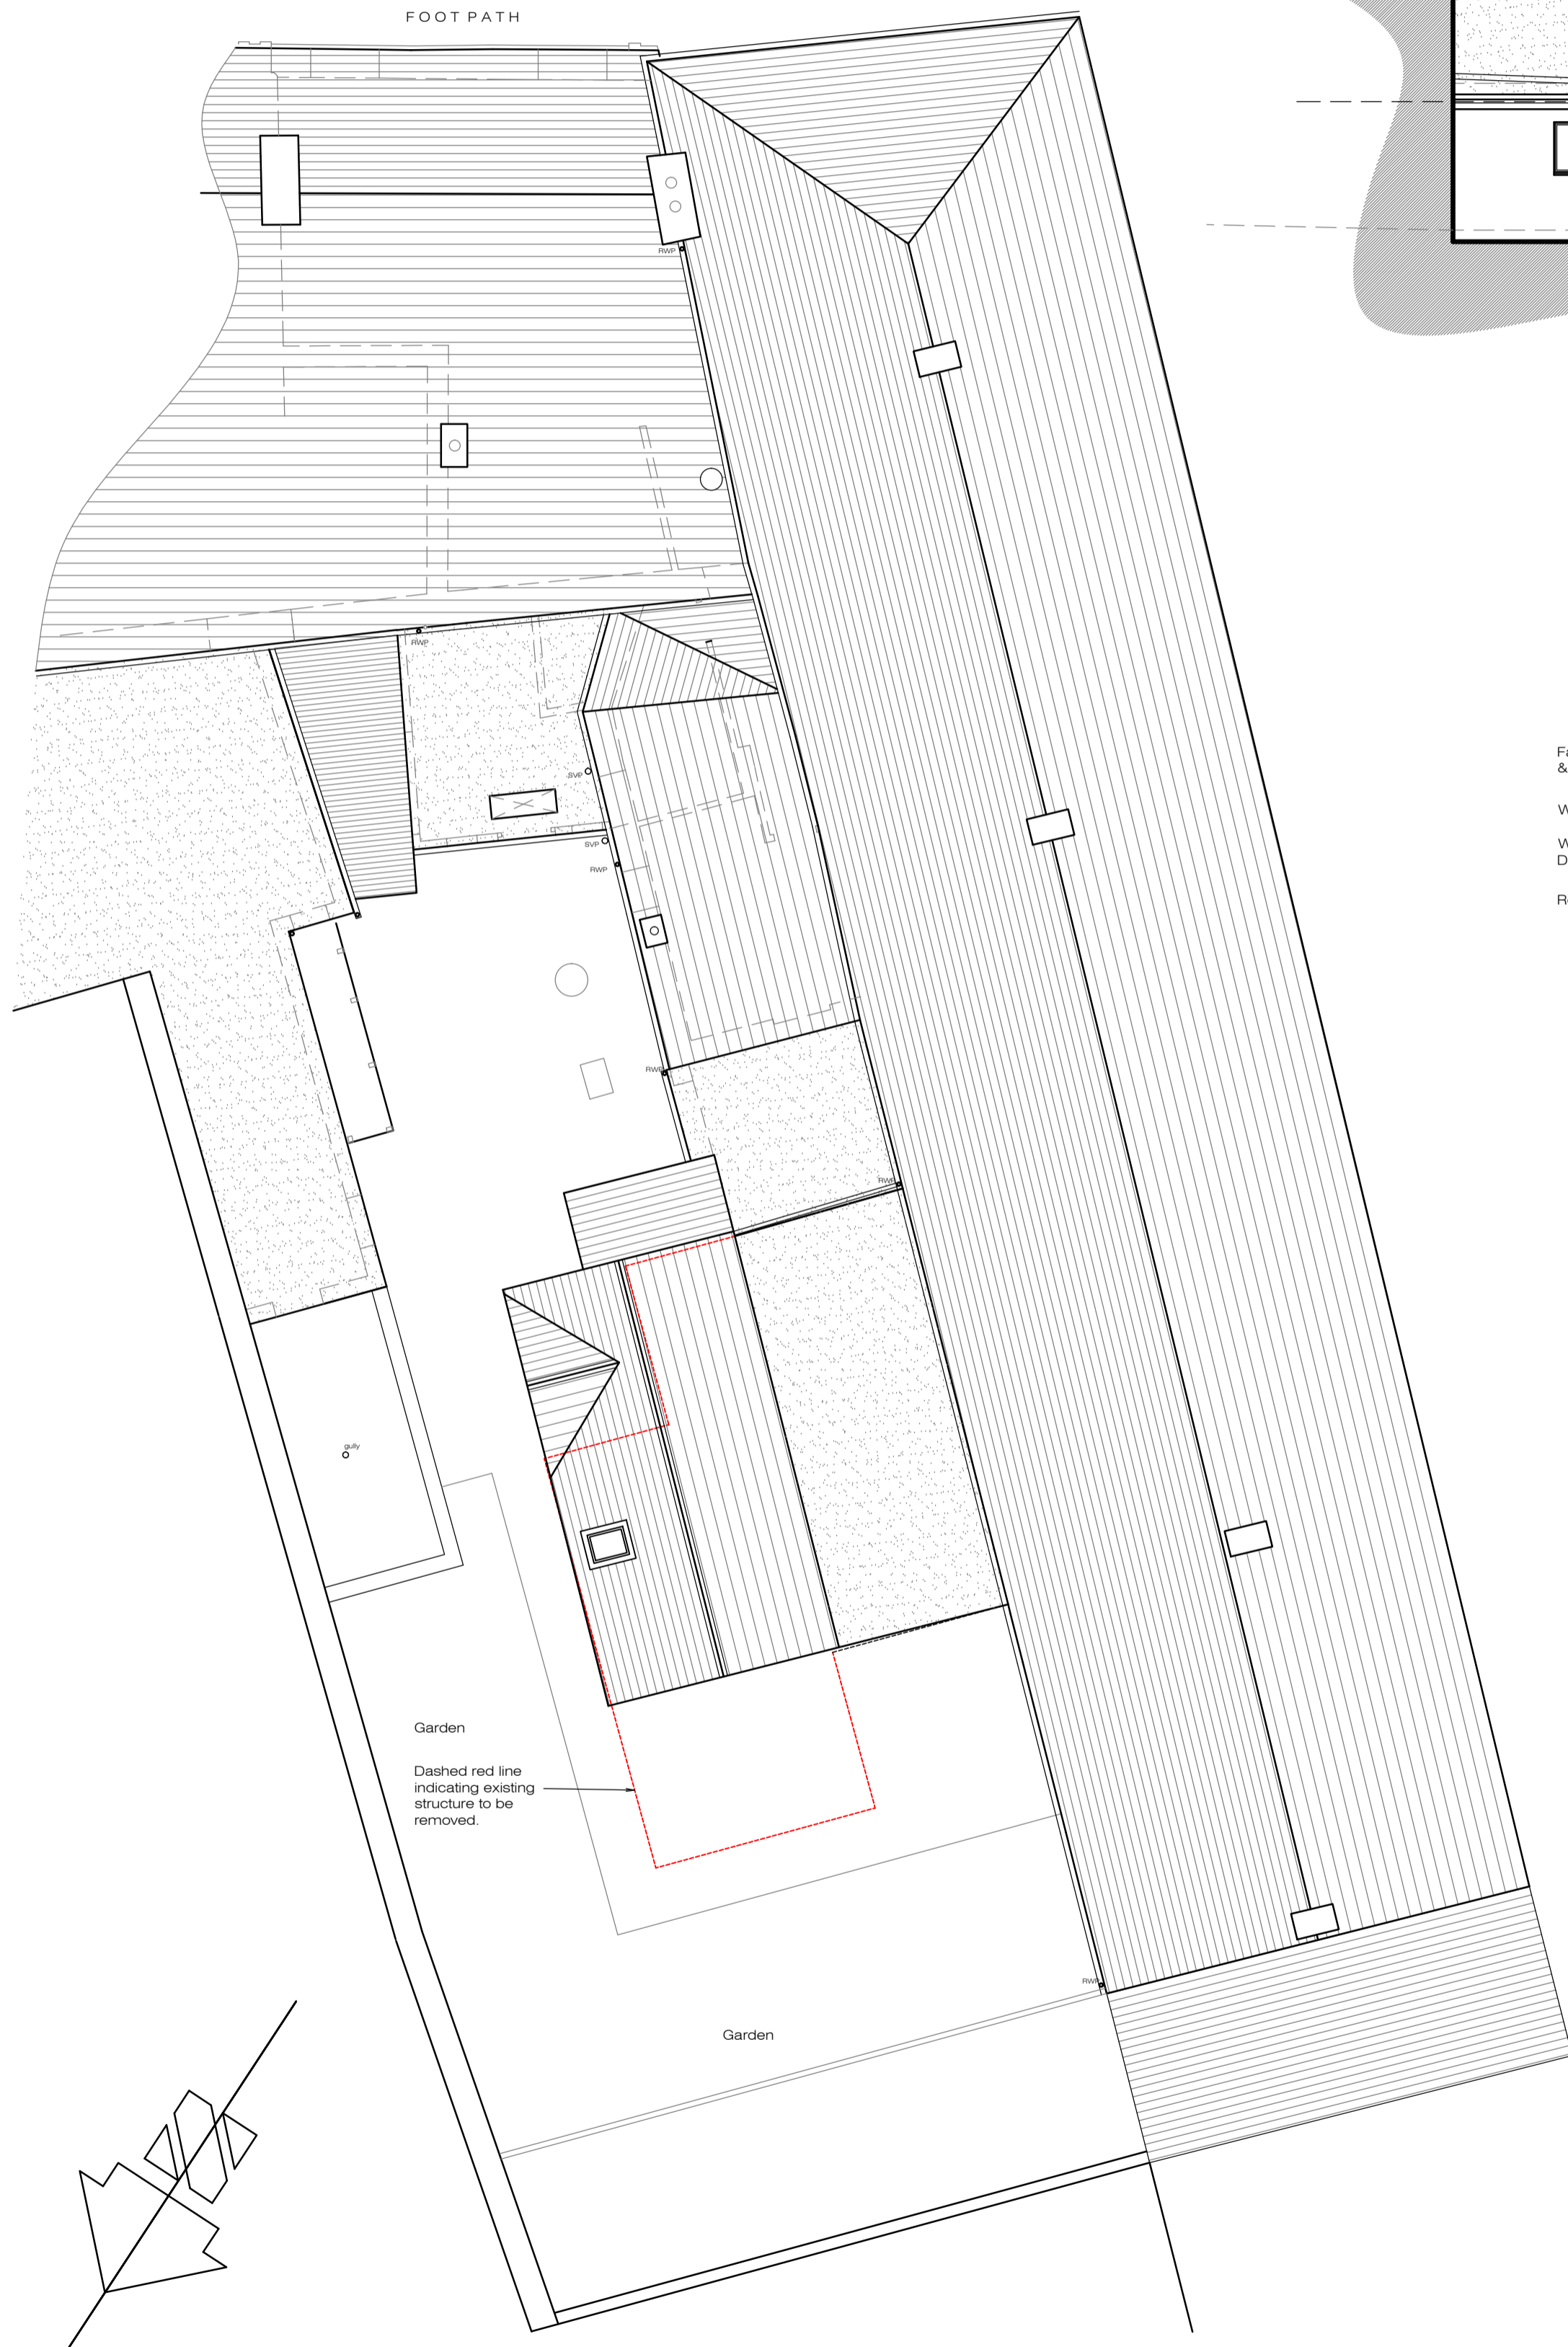 FOOT PATH
RWP
RWP
SVP
SVP
RWP
RWP
RWP
gully
Garden
Dashed red line
indicating existing
structure to be
removed.
RWP
Garden